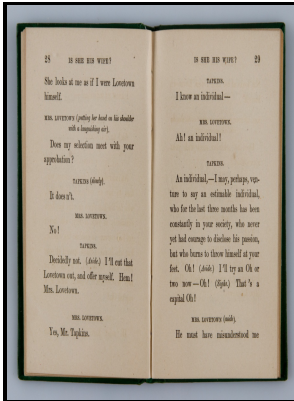 28 IS SHE HIS WIFE?
She looks at me as if I were Lovetown
himself.
MRS. LOVETOWN (putting her hand on his shoulder
with a languishing air).
Does my selection meet with your
approbation?
TAPKINS (slowly).
It does n't.
MRS. LOVETOWN.
No!
TAPKINS.
Decidedly not. (Aside.) I'll cut that
Lovetown out, and offer myself. Hem!
Mrs. Lovetown.
MRS. LOVETOWN.
Yes, Mr. Tapkins.
IS SHE HIS WIFE? 29
TAPKINS.
I know an individual—
MRS. LOVETOWN.
Ah! an individual!
TAPKINS.
An individual,—I may, perhaps, ven-
ture to say an estimable individual,
who for the last three months has been
constantly in your society, who never
yet had courage to disclose his passion,
but who burns to throw himself at your
feet. Oh! (Aside.) I'll try an Oh or
two now—Oh! (Sighs.) That's a
capital Oh!
MRS. LOVETOWN (aside).
He must have misunderstood me